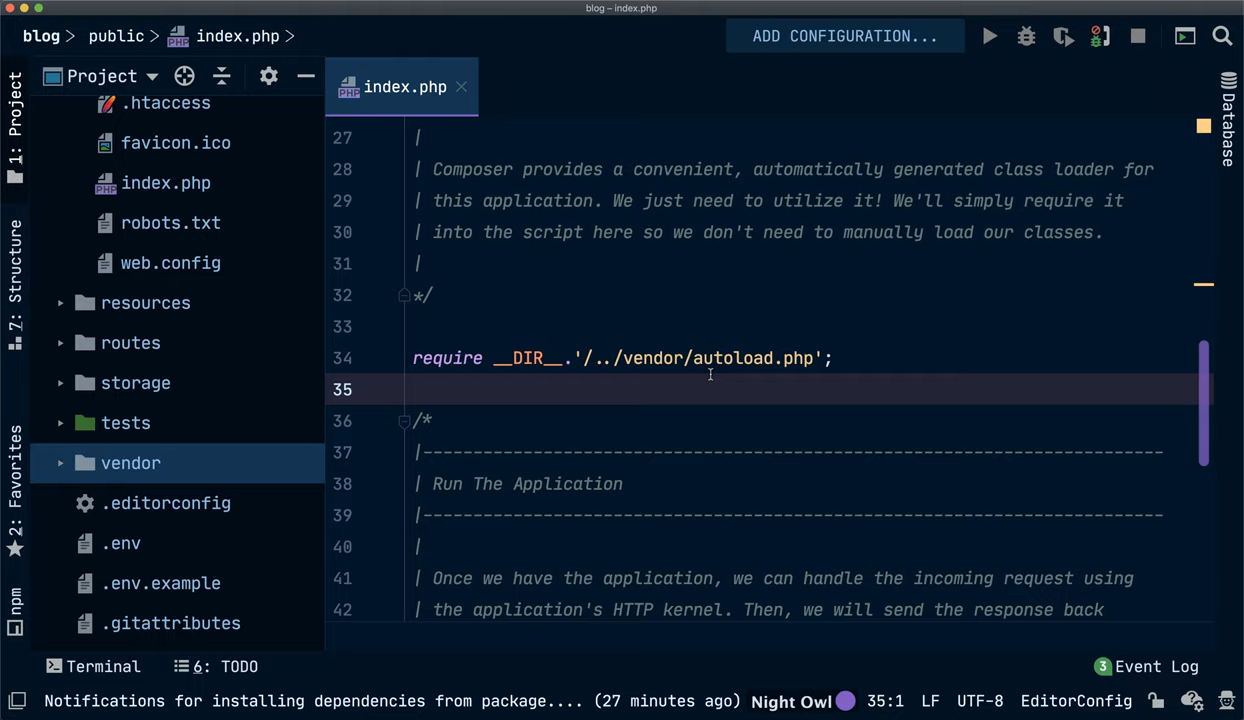 blog – index.php
blog > public > index.php >
ADD CONFIGURATION...
1: Project
7: Structure
2: Favorites
npm
Project
.htaccess
favicon.ico
index.php
robots.txt
web.config
resources
routes
storage
tests
vendor
.editorconfig
.env
.env.example
.gitattributes
index.php
27 |
28 | Composer provides a convenient, automatically generated class loader for
29 | this application. We just need to utilize it! We'll simply require it
30 | into the script here so we don't need to manually load our classes.
31 |
32 */
33
34 require __DIR__.'/../vendor/autoload.php';
35
36 /*
37 |--------------------------------------------------------------------------
38 | Run The Application
39 |--------------------------------------------------------------------------
40 |
41 | Once we have the application, we can handle the incoming request using
42 | the application's HTTP kernel. Then, we will send the response back
Database
Terminal
6: TODO
3 Event Log
Notifications for installing dependencies from package.... (27 minutes ago)
Night Owl
35:1
LF
UTF-8
EditorConfig